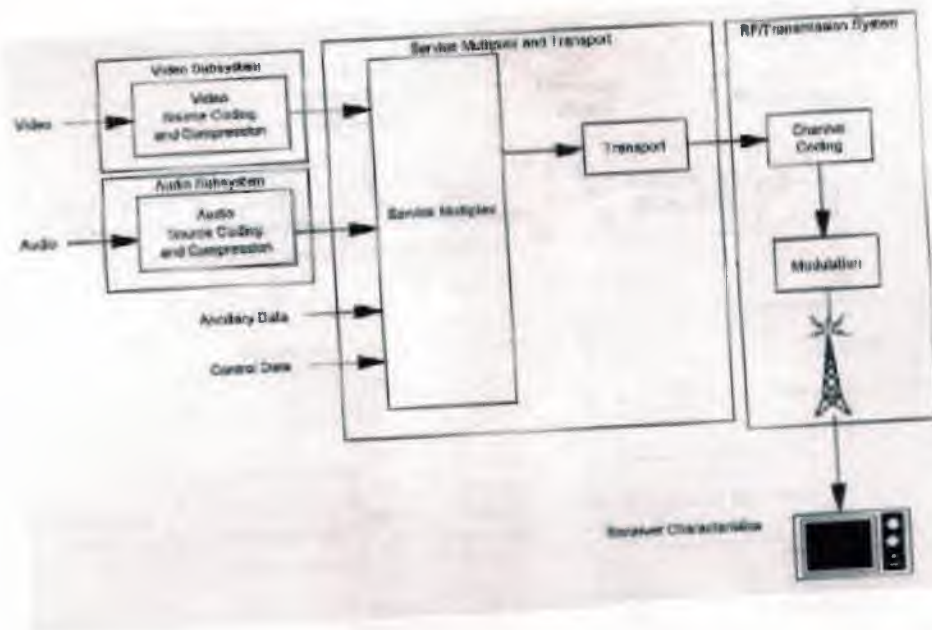 Service Multiplex and Transport
RF/Transmission System
Video Subsystem
Video
Source Coding
and Compression
Video
Audio Subsystem
Audio
Source Coding
and Compression
Audio
Service Multiplex
Transport
Channel
Coding
Modulation
Ancillary Data
Control Data
Receiver Characteristics